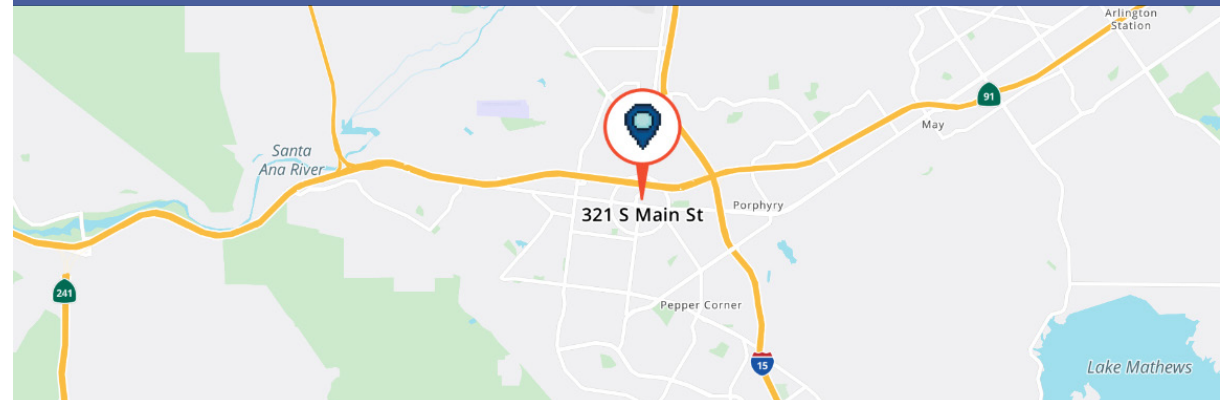 Arlington
Station
91
May
Santa
Ana River
321 S Main St
Porphyry
241
Pepper Corner
15
Lake Mathews